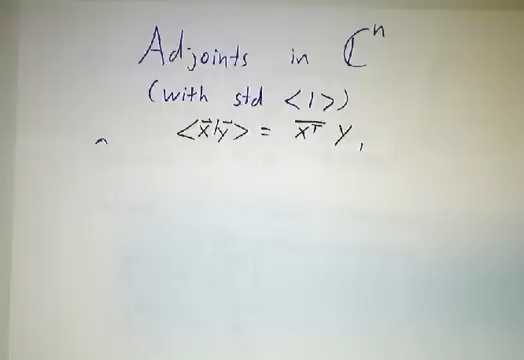 Adjoints in ℂⁿ
(with std < | >)
<x⃗|y⃗> = x̅ᵀ̅ y,